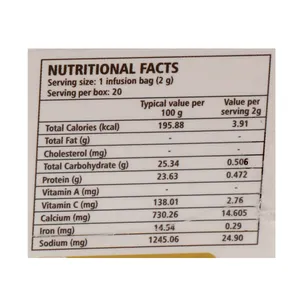 NUTRITIONAL FACTS
Serving size: 1 infusion bag (2 g)
Serving per box: 20
Typical value per 100 g Value per serving 2g
Total Calories (kcal) 195.88 3.91
Total Fat (g) - -
Cholesterol (mg) - -
Total Carbohydrate (g) 25.34 0.506
Protein (g) 23.63 0.472
Vitamin A (mg) - -
Vitamin C (mg) 138.01 2.76
Calcium (mg) 730.26 14.605
Iron (mg) 14.54 0.29
Sodium (mg) 1245.06 24.90